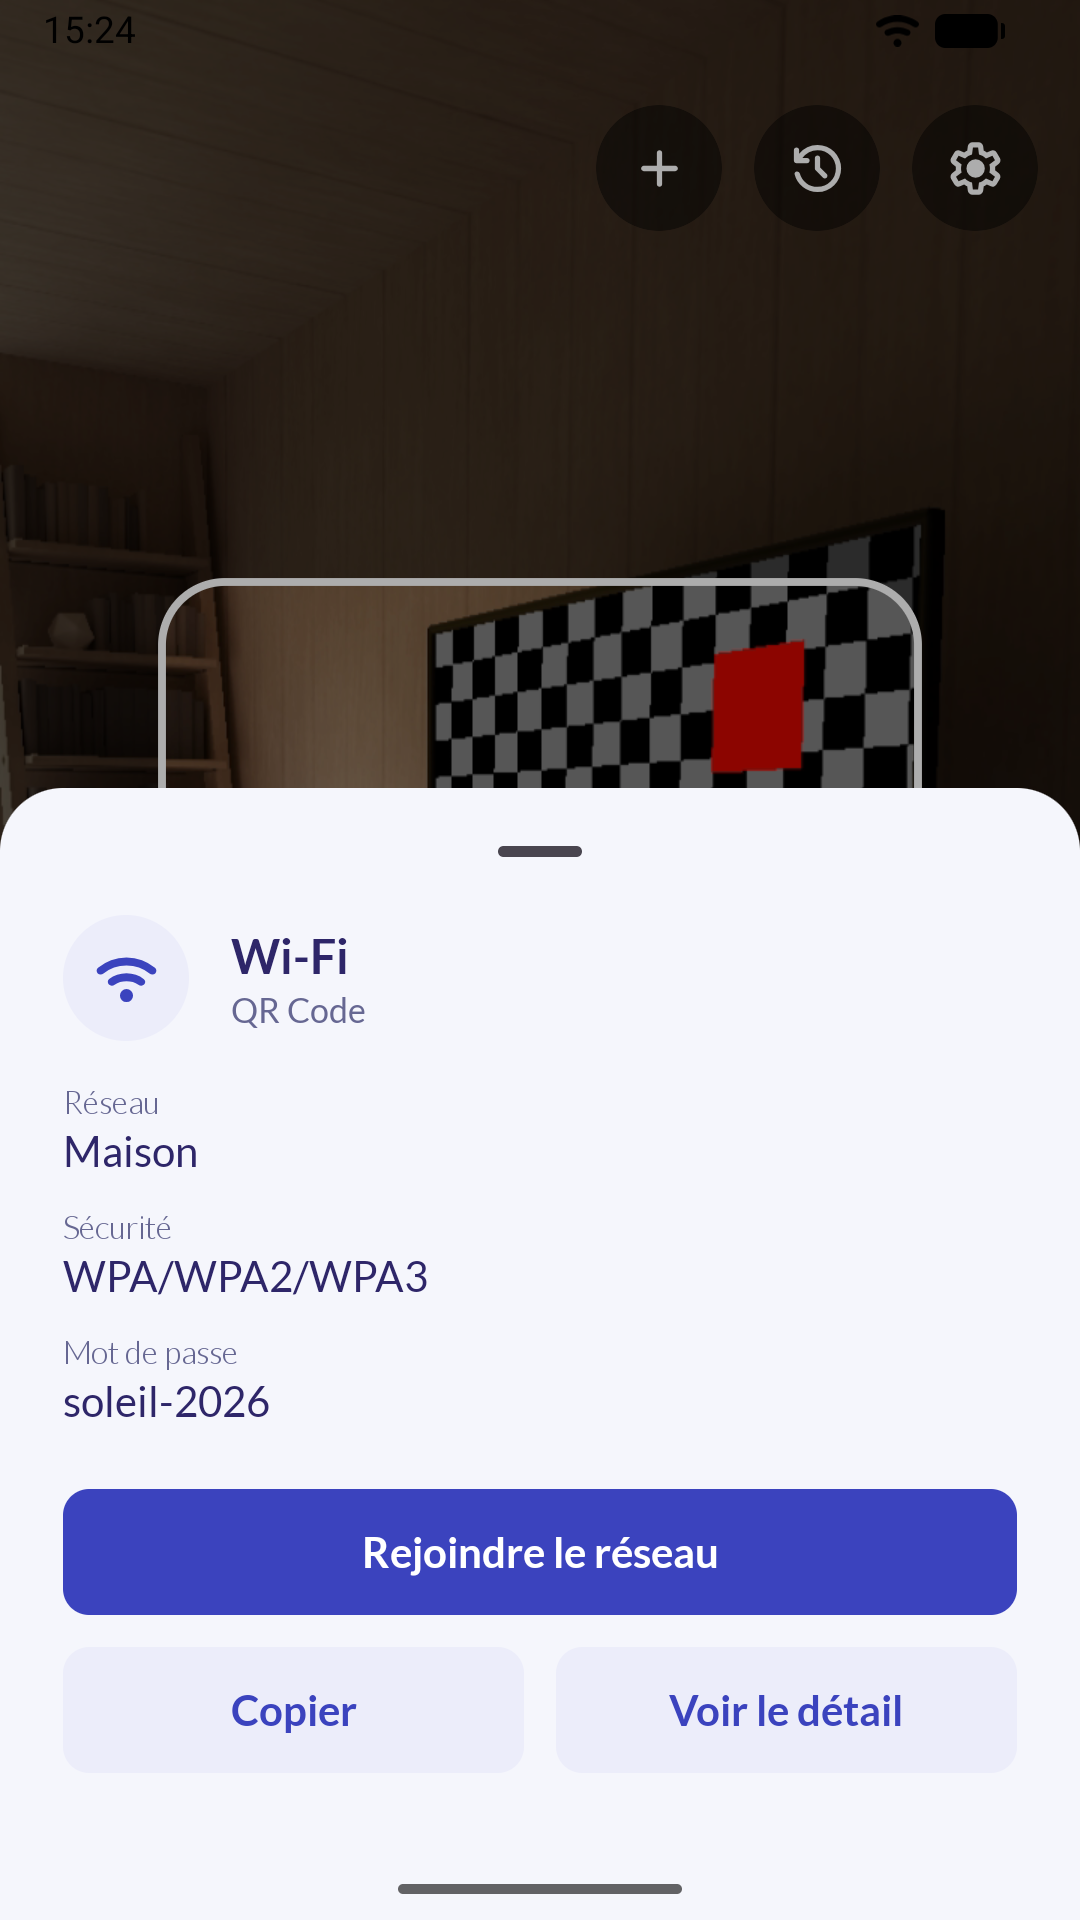 15:24
Wi-Fi
QR Code
Réseau
Maison
Sécurité
WPA/WPA2/WPA3
Mot de passe
soleil-2026
Rejoindre le réseau
Copier
Voir le détail